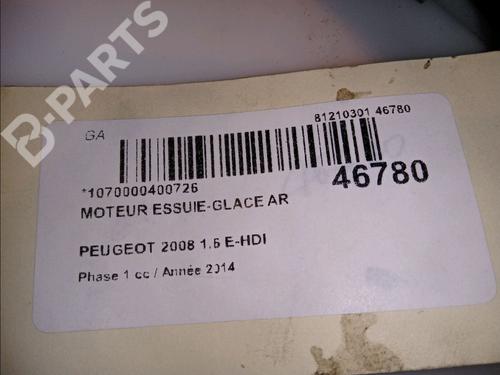 B-PARTS
GA
81210301 46780
*1070000400726
46780
MOTEUR ESSUIE-GLACE AR
PEUGEOT 2008 1.6 E-HDI
Phase 1 cc / Année 2014